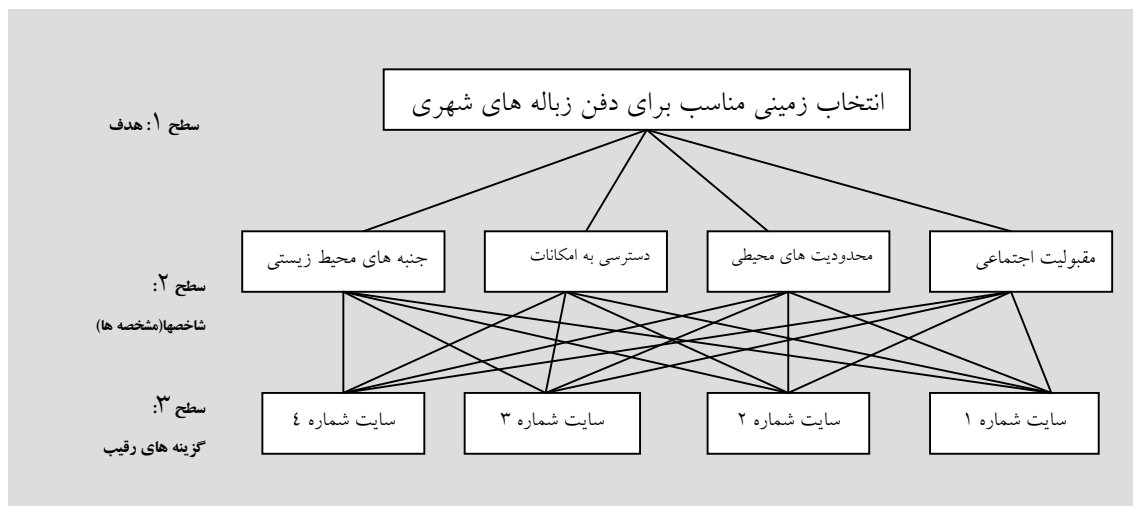 انتخاب زمینی مناسب برای دفن زباله های شهری
سطح ۱: هدف
مقبولیت اجتماعی
محدودیت های محیطی
دسترسی به امکانات
جنبه های محیط زیستی
سطح ۲:
شاخصها(مشخصه ها)
سایت شماره ۱
سایت شماره ۲
سایت شماره ۳
سایت شماره ٤
سطح ۳:
گزینه های رقیب